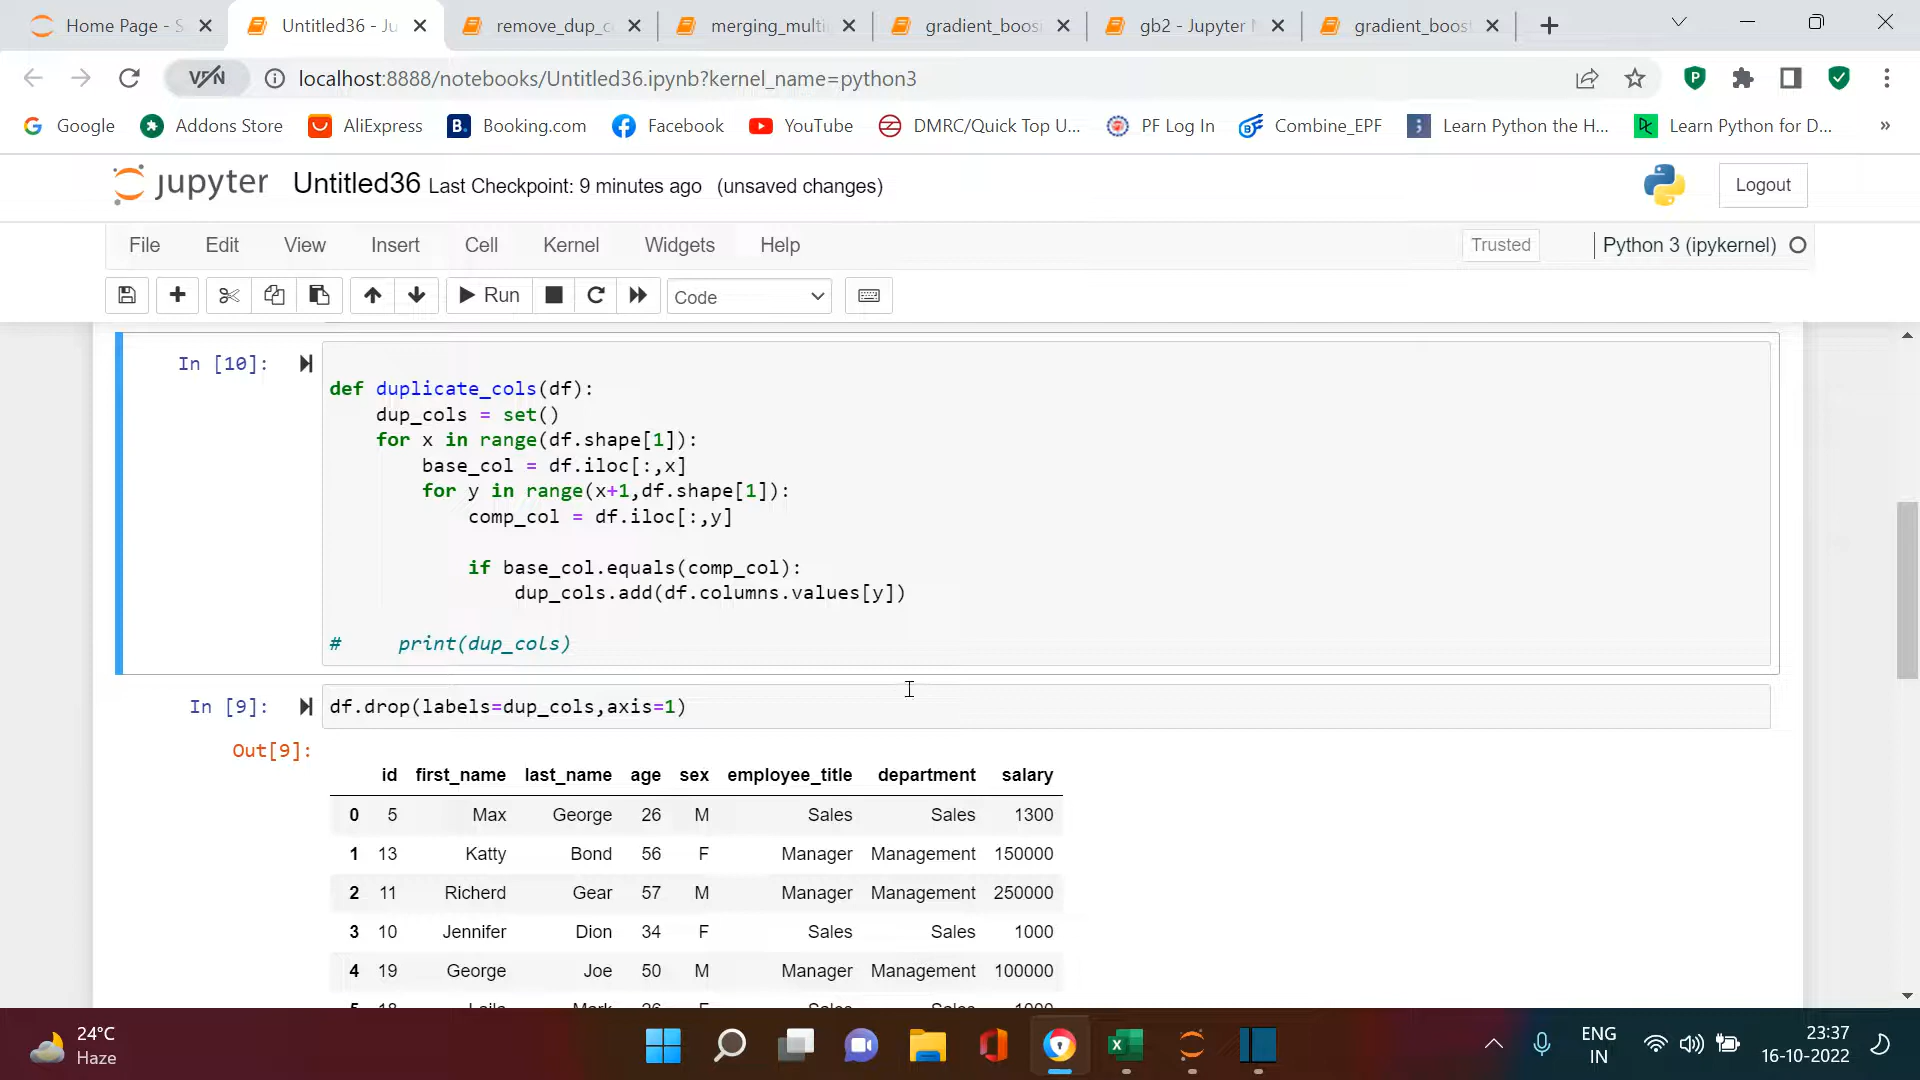 Home Page - S
Untitled36 - Ju
remove_dup_c
merging_multi
gradient_boos
gb2 - Jupyter
gradient_boost
VPN
localhost:8888/notebooks/Untitled36.ipynb?kernel_name=python3
Google
Addons Store
AliExpress
Booking.com
Facebook
YouTube
DMRC/Quick Top U...
PF Log In
Combine_EPF
Learn Python the H...
Learn Python for D...
»
jupyter Untitled36 Last Checkpoint: 9 minutes ago (unsaved changes)
Logout
File Edit View Insert Cell Kernel Widgets Help
Trusted
Python 3 (ipykernel)
Run
Code
In [10]:
def duplicate_cols(df):
dup_cols = set()
for x in range(df.shape[1]):
base_col = df.iloc[:,x]
for y in range(x+1,df.shape[1]):
comp_col = df.iloc[:,y]
if base_col.equals(comp_col):
dup_cols.add(df.columns.values[y])
# print(dup_cols)
In [9]:
df.drop(labels=dup_cols,axis=1)
Out[9]:
id first_name last_name age sex employee_title department salary
0 5 Max George 26 M Sales Sales 1300
1 13 Katty Bond 56 F Manager Management 150000
2 11 Richerd Gear 57 M Manager Management 250000
3 10 Jennifer Dion 34 F Sales Sales 1000
4 19 George Joe 50 M Manager Management 100000
24°C
Haze
ENG
IN
23:37
16-10-2022